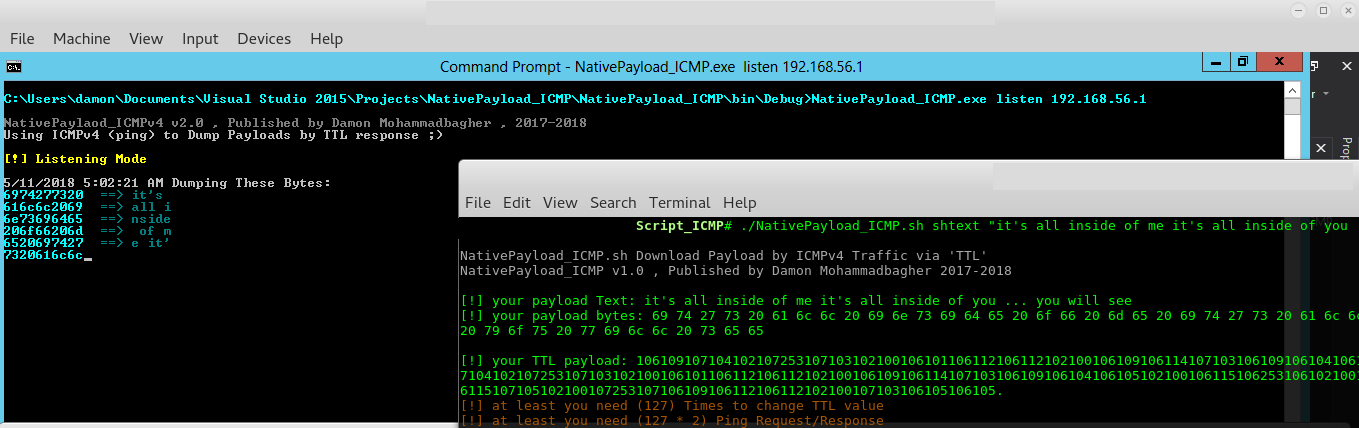 File Machine View Input Devices Help
Command Prompt - NativePayload_ICMP.exe listen 192.168.56.1
C:\Users\damon\Documents\Visual Studio 2015\Projects\NativePayload_ICMP\NativePayload_ICMP\bin\Debug>NativePayload_ICMP.exe listen 192.168.56.1
NativePaylaod_ICMPv4 v2.0 , Published by Damon Mohammadbagher , 2017-2018
Using ICMPv4 (ping) to Dump Payloads by TTL response ;)
[!] Listening Mode
5/11/2018 5:02:21 AM Dumping These Bytes:
6974277320 ==> it's
616c6c2069 ==> all i
6e73696465 ==> nside
206f66206d ==> of m
6520697427 ==> e it'
7320616c6c
Prop
File Edit View Search Terminal Help
Script_ICMP# ./NativePayload_ICMP.sh shtext "it's all inside of me it's all inside of you
NativePayload_ICMP.sh Download Payload by ICMPv4 Traffic via 'TTL'
NativePayload_ICMP v1.0 , Published by Damon Mohammadbagher 2017-2018
[!] your payload Text: it's all inside of me it's all inside of you ... you will see
[!] your payload bytes: 69 74 27 73 20 61 6c 6c 20 69 6e 73 69 64 65 20 6f 66 20 6d 65 20 69 74 27 73 20 61 6c 6c
20 79 6f 75 20 77 69 6c 6c 20 73 65 65
[!] your TTL payload: 10610910710410210725310710310210010610110611210611210210010610910611410710310610910610410610
7104102107253107103102100106101106112106112102100106109106114107103106109106104106105102100106115106253106102100
6115107105102100107253107106109106112106112102100107103106105106105.
[!] at least you need (127) Times to change TTL value
[!] at least you need (127 * 2) Ping Request/Response